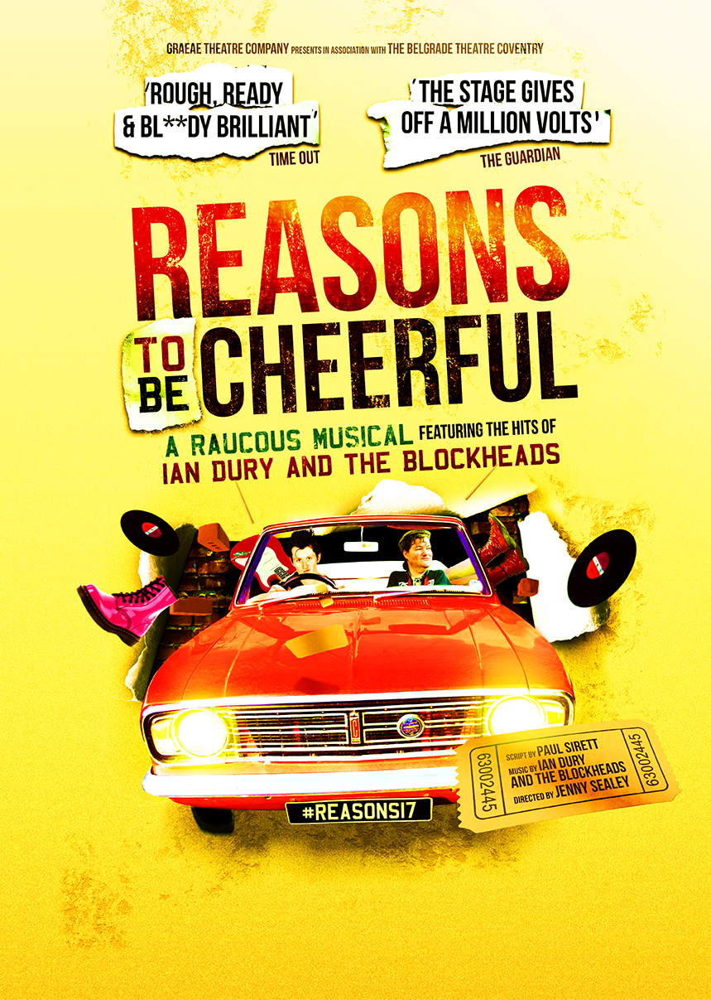 GRAEAE THEATRE COMPANY PRESENTS IN ASSOCIATION WITH THE BELGRADE THEATRE COVENTRY
'ROUGH, READY
& BL**DY BRILLIANT'
TIME OUT
'THE STAGE GIVES
OFF A MILLION VOLTS'
THE GUARDIAN
REASONS
TO BE CHEERFUL
A RAUCOUS MUSICAL FEATURING THE HITS OF
IAN DURY AND THE BLOCKHEADS
63002445
SCRIPT BY PAUL SIRETT
MUSIC BY IAN DURY
AND THE BLOCKHEADS
DIRECTED BY JENNY SEALEY
63002445
#REASONS17